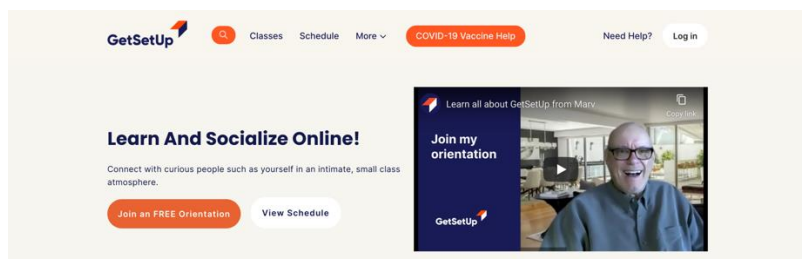 GetSetUp
Classes
Schedule
More
COVID-19 Vaccine Help
Need Help?
Log in
Learn And Socialize Online!
Connect with curious people such as yourself in an intimate, small class
atmosphere.
Join an FREE Orientation
View Schedule
Learn all about GetSetUp from Marv
Copy link
Join my
orientation
GetSetUp